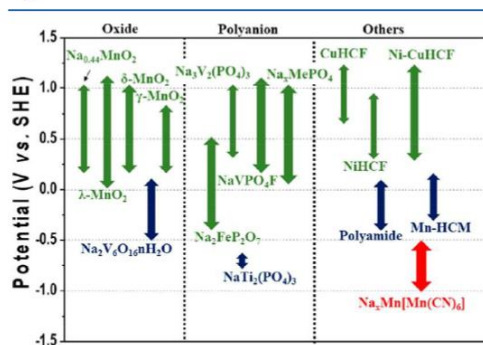 Oxide Polyanion Others
1.5
1.0
0.5
0.0
-0.5
-1.0
-1.5
Potential (V vs. SHE)
Na₀.₄₄MnO₂
δ-MnO₂
γ-MnO₂
λ-MnO₂
Na₂V₆O₁₆nH₂O
Na₃V₂(PO₄)₃
NaₓMePO₄
NaVPO₄F
Na₂FeP₂O₇
NaTi₂(PO₄)₃
CuHCF
Ni-CuHCF
NiHCF
Polyamide
Mn-HCM
NaₓMn[Mn(CN)₆]